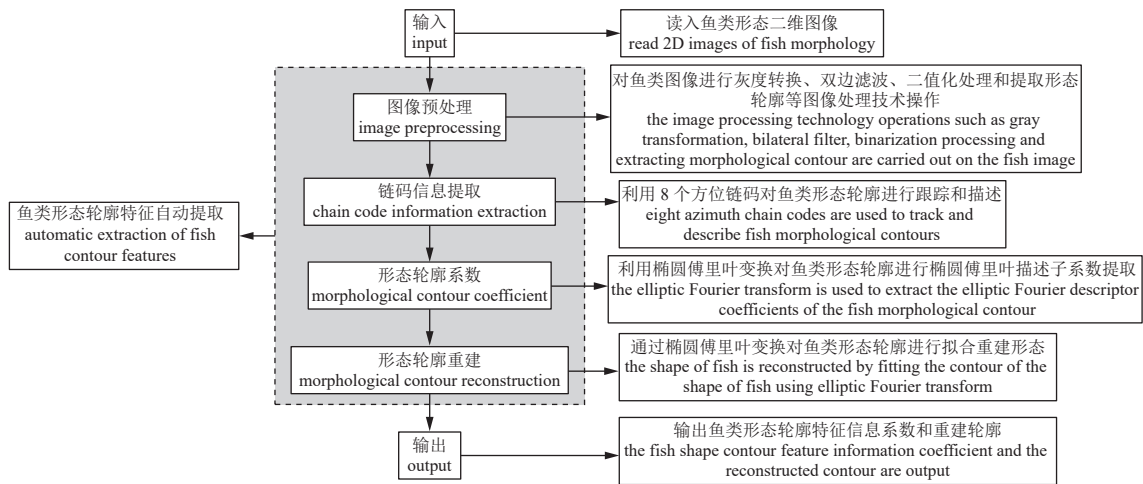 输入
input
读入鱼类形态二维图像
read 2D images of fish morphology
图像预处理
image preprocessing
对鱼类图像进行灰度转换、双边滤波、二值化处理和提取形态
轮廓等图像处理技术操作
the image processing technology operations such as gray
transformation, bilateral filter, binarization processing and
extracting morphological contour are carried out on the fish image
链码信息提取
chain code information extraction
利用 8 个方位链码对鱼类形态轮廓进行跟踪和描述
eight azimuth chain codes are used to track and
describe fish morphological contours
鱼类形态轮廓特征自动提取
automatic extraction of fish
contour features
形态轮廓系数
morphological contour coefficient
利用椭圆傅里叶变换对鱼类形态轮廓进行椭圆傅里叶描述子系数提取
the elliptic Fourier transform is used to extract the elliptic Fourier descriptor
coefficients of the fish morphological contour
形态轮廓重建
morphological contour reconstruction
通过椭圆傅里叶变换对鱼类形态轮廓进行拟合重建形态
the shape of fish is reconstructed by fitting the contour of the
shape of fish using elliptic Fourier transform
输出
output
输出鱼类形态轮廓特征信息系数和重建轮廓
the fish shape contour feature information coefficient and the
reconstructed contour are output